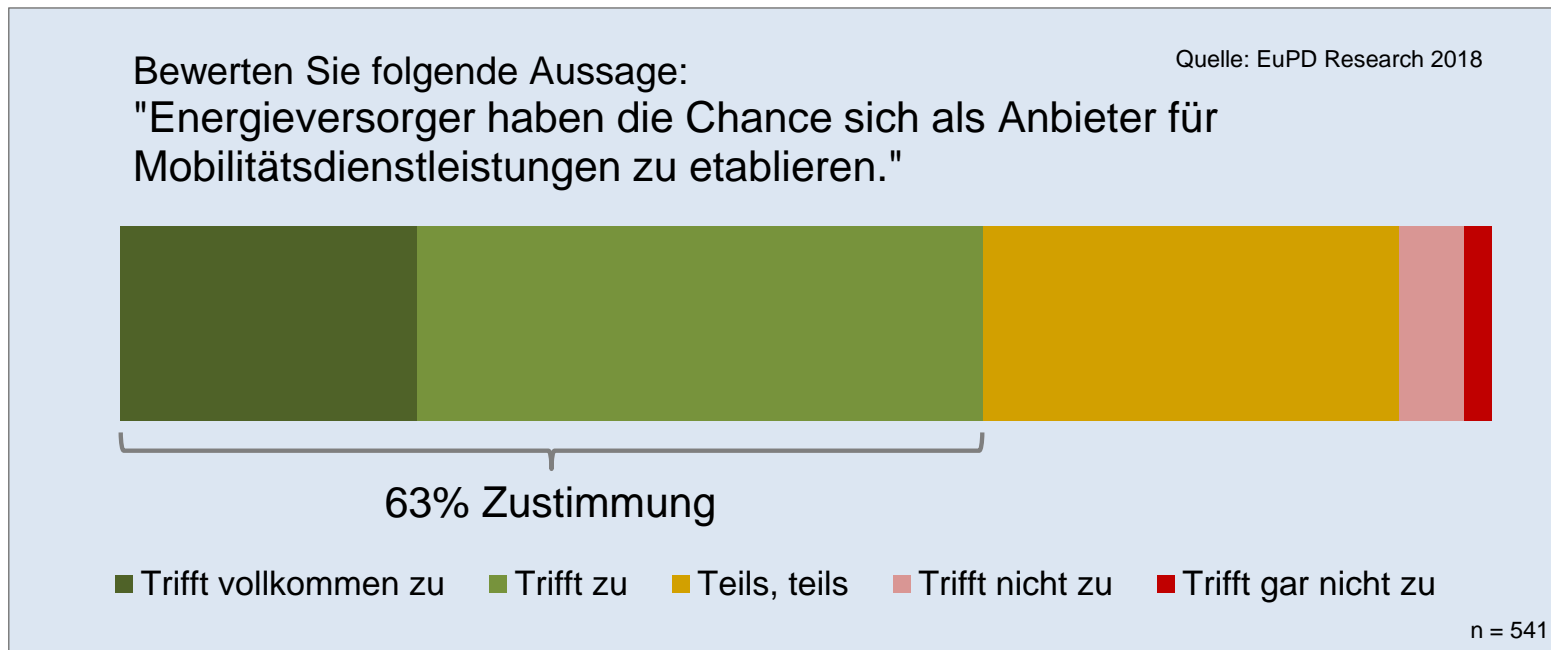 Bewerten Sie folgende Aussage:
Quelle: EuPD Research 2018
"Energieversorger haben die Chance sich als Anbieter für
Mobilitätsdienstleistungen zu etablieren."
63% Zustimmung
Trifft vollkommen zu
Trifft zu
Teils, teils
Trifft nicht zu
Trifft gar nicht zu
n = 541